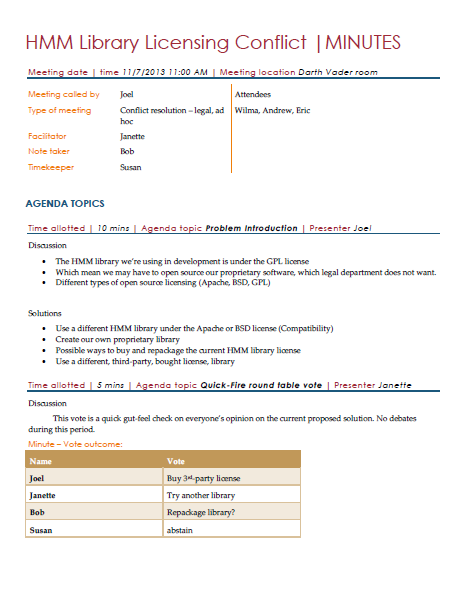 HMM Library Licensing Conflict |MINUTES
Meeting date | time 11/7/2013 11:00 AM | Meeting location Darth Vader room
Meeting called by Joel Attendees
Type of meeting Conflict resolution – legal, ad Wilma, Andrew, Eric
hoc
Facilitator Janette
Note taker Bob
Timekeeper Susan
AGENDA TOPICS
Time allotted | 10 mins | Agenda topic Problem Introduction | Presenter Joel
Discussion
• The HMM library we're using in development is under the GPL license
• Which mean we may have to open source our proprietary software, which legal department does not want.
• Different types of open source licensing (Apache, BSD, GPL)
Solutions
• Use a different HMM library under the Apache or BSD license (Compatibility)
• Create our own proprietary library
• Possible ways to buy and repackage the current HMM library license
• Use a different, third-party, bought license, library
Time allotted | 5 mins | Agenda topic Quick-Fire round table vote | Presenter Janette
Discussion
This vote is a quick gut-feel check on everyone's opinion on the current proposed solution. No debates
during this period.
Minute – Vote outcome:
Name Vote
Joel Buy 3rd-party license
Janette Try another library
Bob Repackage library?
Susan abstain